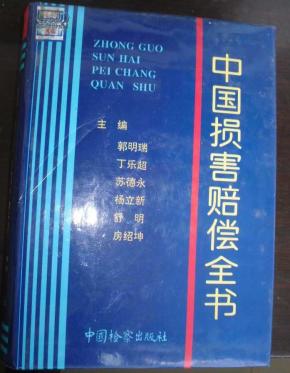 ZHONG GUO
SUN HAI
PEI CHANG
QUAN SHU
中国损害赔偿全书
主编
郭明瑞
丁乐超
苏德永
杨立新
舒明
房绍坤
中国检察出版社